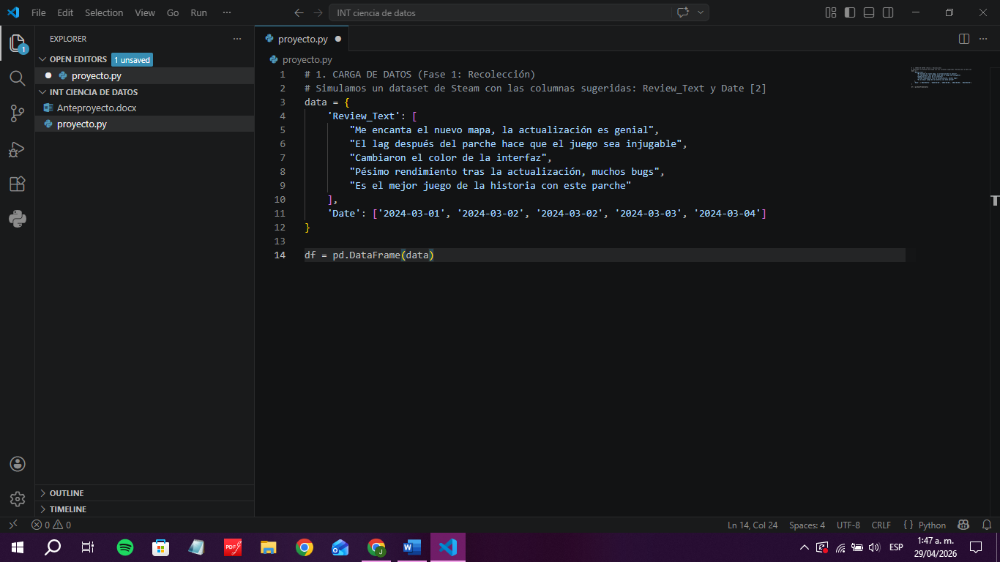 File Edit Selection View Go Run ···
INT ciencia de datos
EXPLORER
OPEN EDITORS 1 unsaved
proyecto.py
INT CIENCIA DE DATOS
Anteproyecto.docx
proyecto.py
OUTLINE
TIMELINE
1
proyecto.py
proyecto.py
1 # 1. CARGA DE DATOS (Fase 1: Recolección)
2 # Simulamos un dataset de Steam con las columnas sugeridas: Review_Text y Date [2]
3 data = {
4 'Review_Text': [
5 "Me encanta el nuevo mapa, la actualización es genial",
6 "El lag después del parche hace que el juego sea injugable",
7 "Cambiaron el color de la interfaz",
8 "Pésimo rendimiento tras la actualización, muchos bugs",
9 "Es el mejor juego de la historia con este parche"
10 ],
11 'Date': ['2024-03-01', '2024-03-02', '2024-03-02', '2024-03-03', '2024-03-04']
12 }
13
14 df = pd.DataFrame(data)
0 0
Ln 14, Col 24 Spaces: 4 UTF-8 CRLF { } Python
PDF
J
W
ESP
1:47 a. m.
29/04/2026